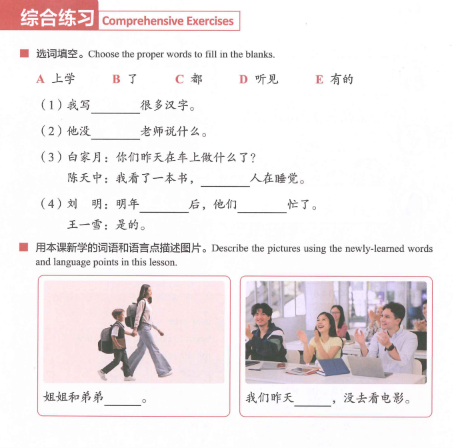 综合练习 Comprehensive Exercises
选词填空。Choose the proper words to fill in the blanks.
A 上学 B 了 C 都 D 听见 E 有的
（1）我写______很多汉字。
（2）他没______老师说什么。
（3）白家月：你们昨天在车上做什么了？
陈天中：我看了一本书，______人在睡觉。
（4）刘 明：明年______后，他们______忙了。
王一雪：是的。
用本课新学的词语和语言点描述图片。Describe the pictures using the newly-learned words
and language points in this lesson.
姐姐和弟弟______。
我们昨天______，没去看电影。